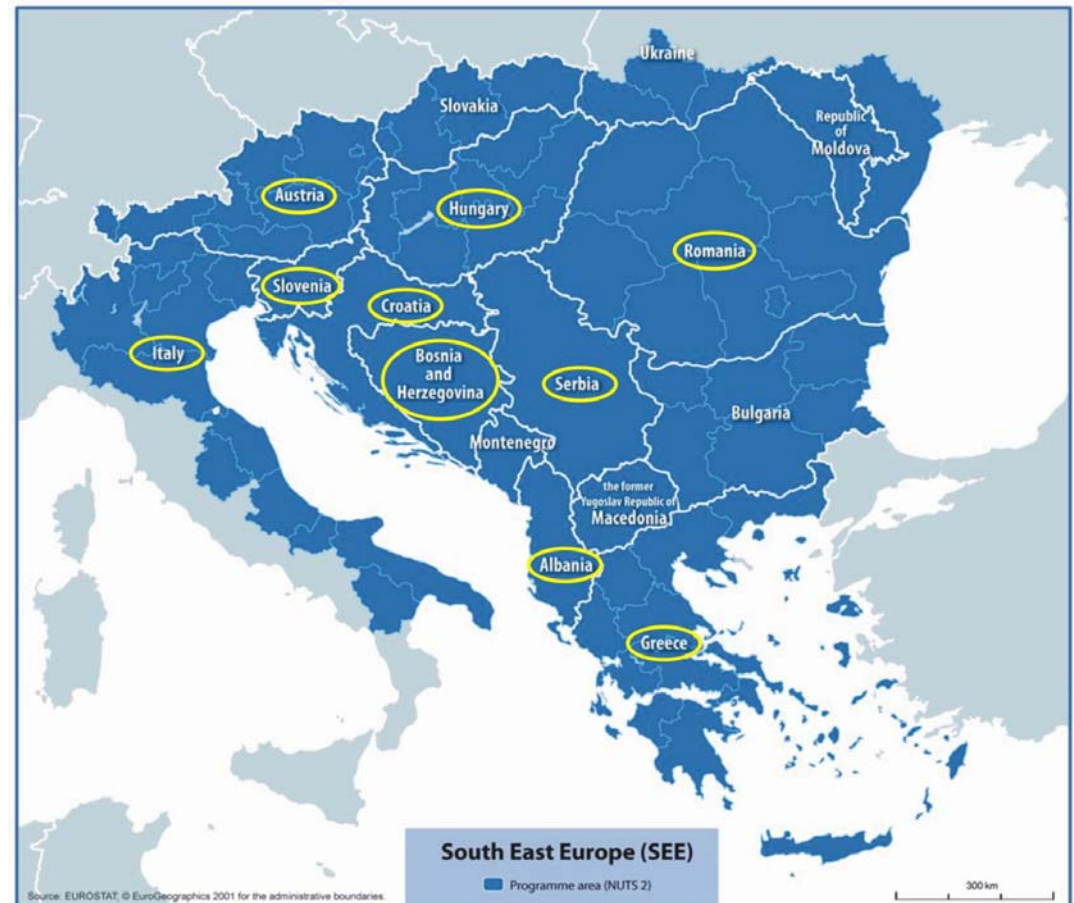 Ukraine
Slovakia
Republic
of
Moldova
Austria
Hungary
Romania
Slovenia
Croatia
Italy
Bosnia
and
Herzegovina
Serbia
Bulgaria
Montenegro
the former
Yugoslav Republic of
Macedonia
Albania
Greece
South East Europe (SEE)
Programme area (NUTS 2)
Source: EUROSTAT, © EuroGeographics 2001 for the administrative boundaries.
300 km